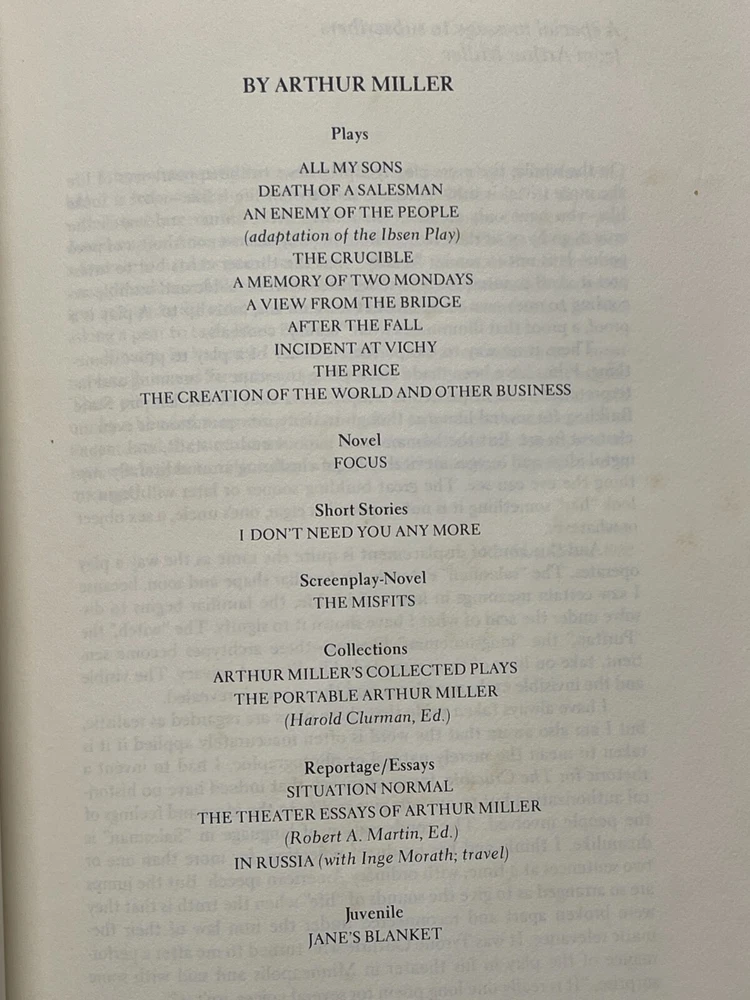 BY ARTHUR MILLER
Plays
ALL MY SONS
DEATH OF A SALESMAN
AN ENEMY OF THE PEOPLE
(adaptation of the Ibsen Play)
THE CRUCIBLE
A MEMORY OF TWO MONDAYS
A VIEW FROM THE BRIDGE
AFTER THE FALL
INCIDENT AT VICHY
THE PRICE
THE CREATION OF THE WORLD AND OTHER BUSINESS
Novel
FOCUS
Short Stories
I DON'T NEED YOU ANY MORE
Screenplay-Novel
THE MISFITS
Collections
ARTHUR MILLER'S COLLECTED PLAYS
THE PORTABLE ARTHUR MILLER
(Harold Clurman, Ed.)
Reportage/Essays
SITUATION NORMAL
THE THEATER ESSAYS OF ARTHUR MILLER
(Robert A. Martin, Ed.)
IN RUSSIA (with Inge Morath; travel)
Juvenile
JANE'S BLANKET